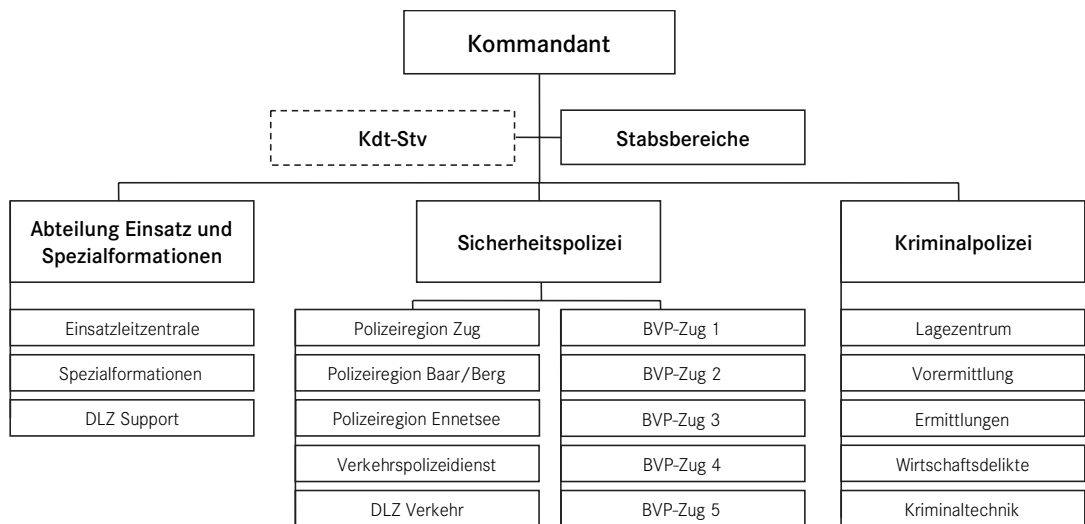 Kommandant
Kdt-Stv
Stabsbereiche
Abteilung Einsatz und
Spezialformationen
Sicherheitspolizei
Kriminalpolizei
Einsatzleitzentrale
Spezialformationen
DLZ Support
Polizeiregion Zug
Polizeiregion Baar/Berg
Polizeiregion Ennetsee
Verkehrspolizeidienst
DLZ Verkehr
BVP-Zug 1
BVP-Zug 2
BVP-Zug 3
BVP-Zug 4
BVP-Zug 5
Lagezentrum
Vorermittlung
Ermittlungen
Wirtschaftsdelikte
Kriminaltechnik